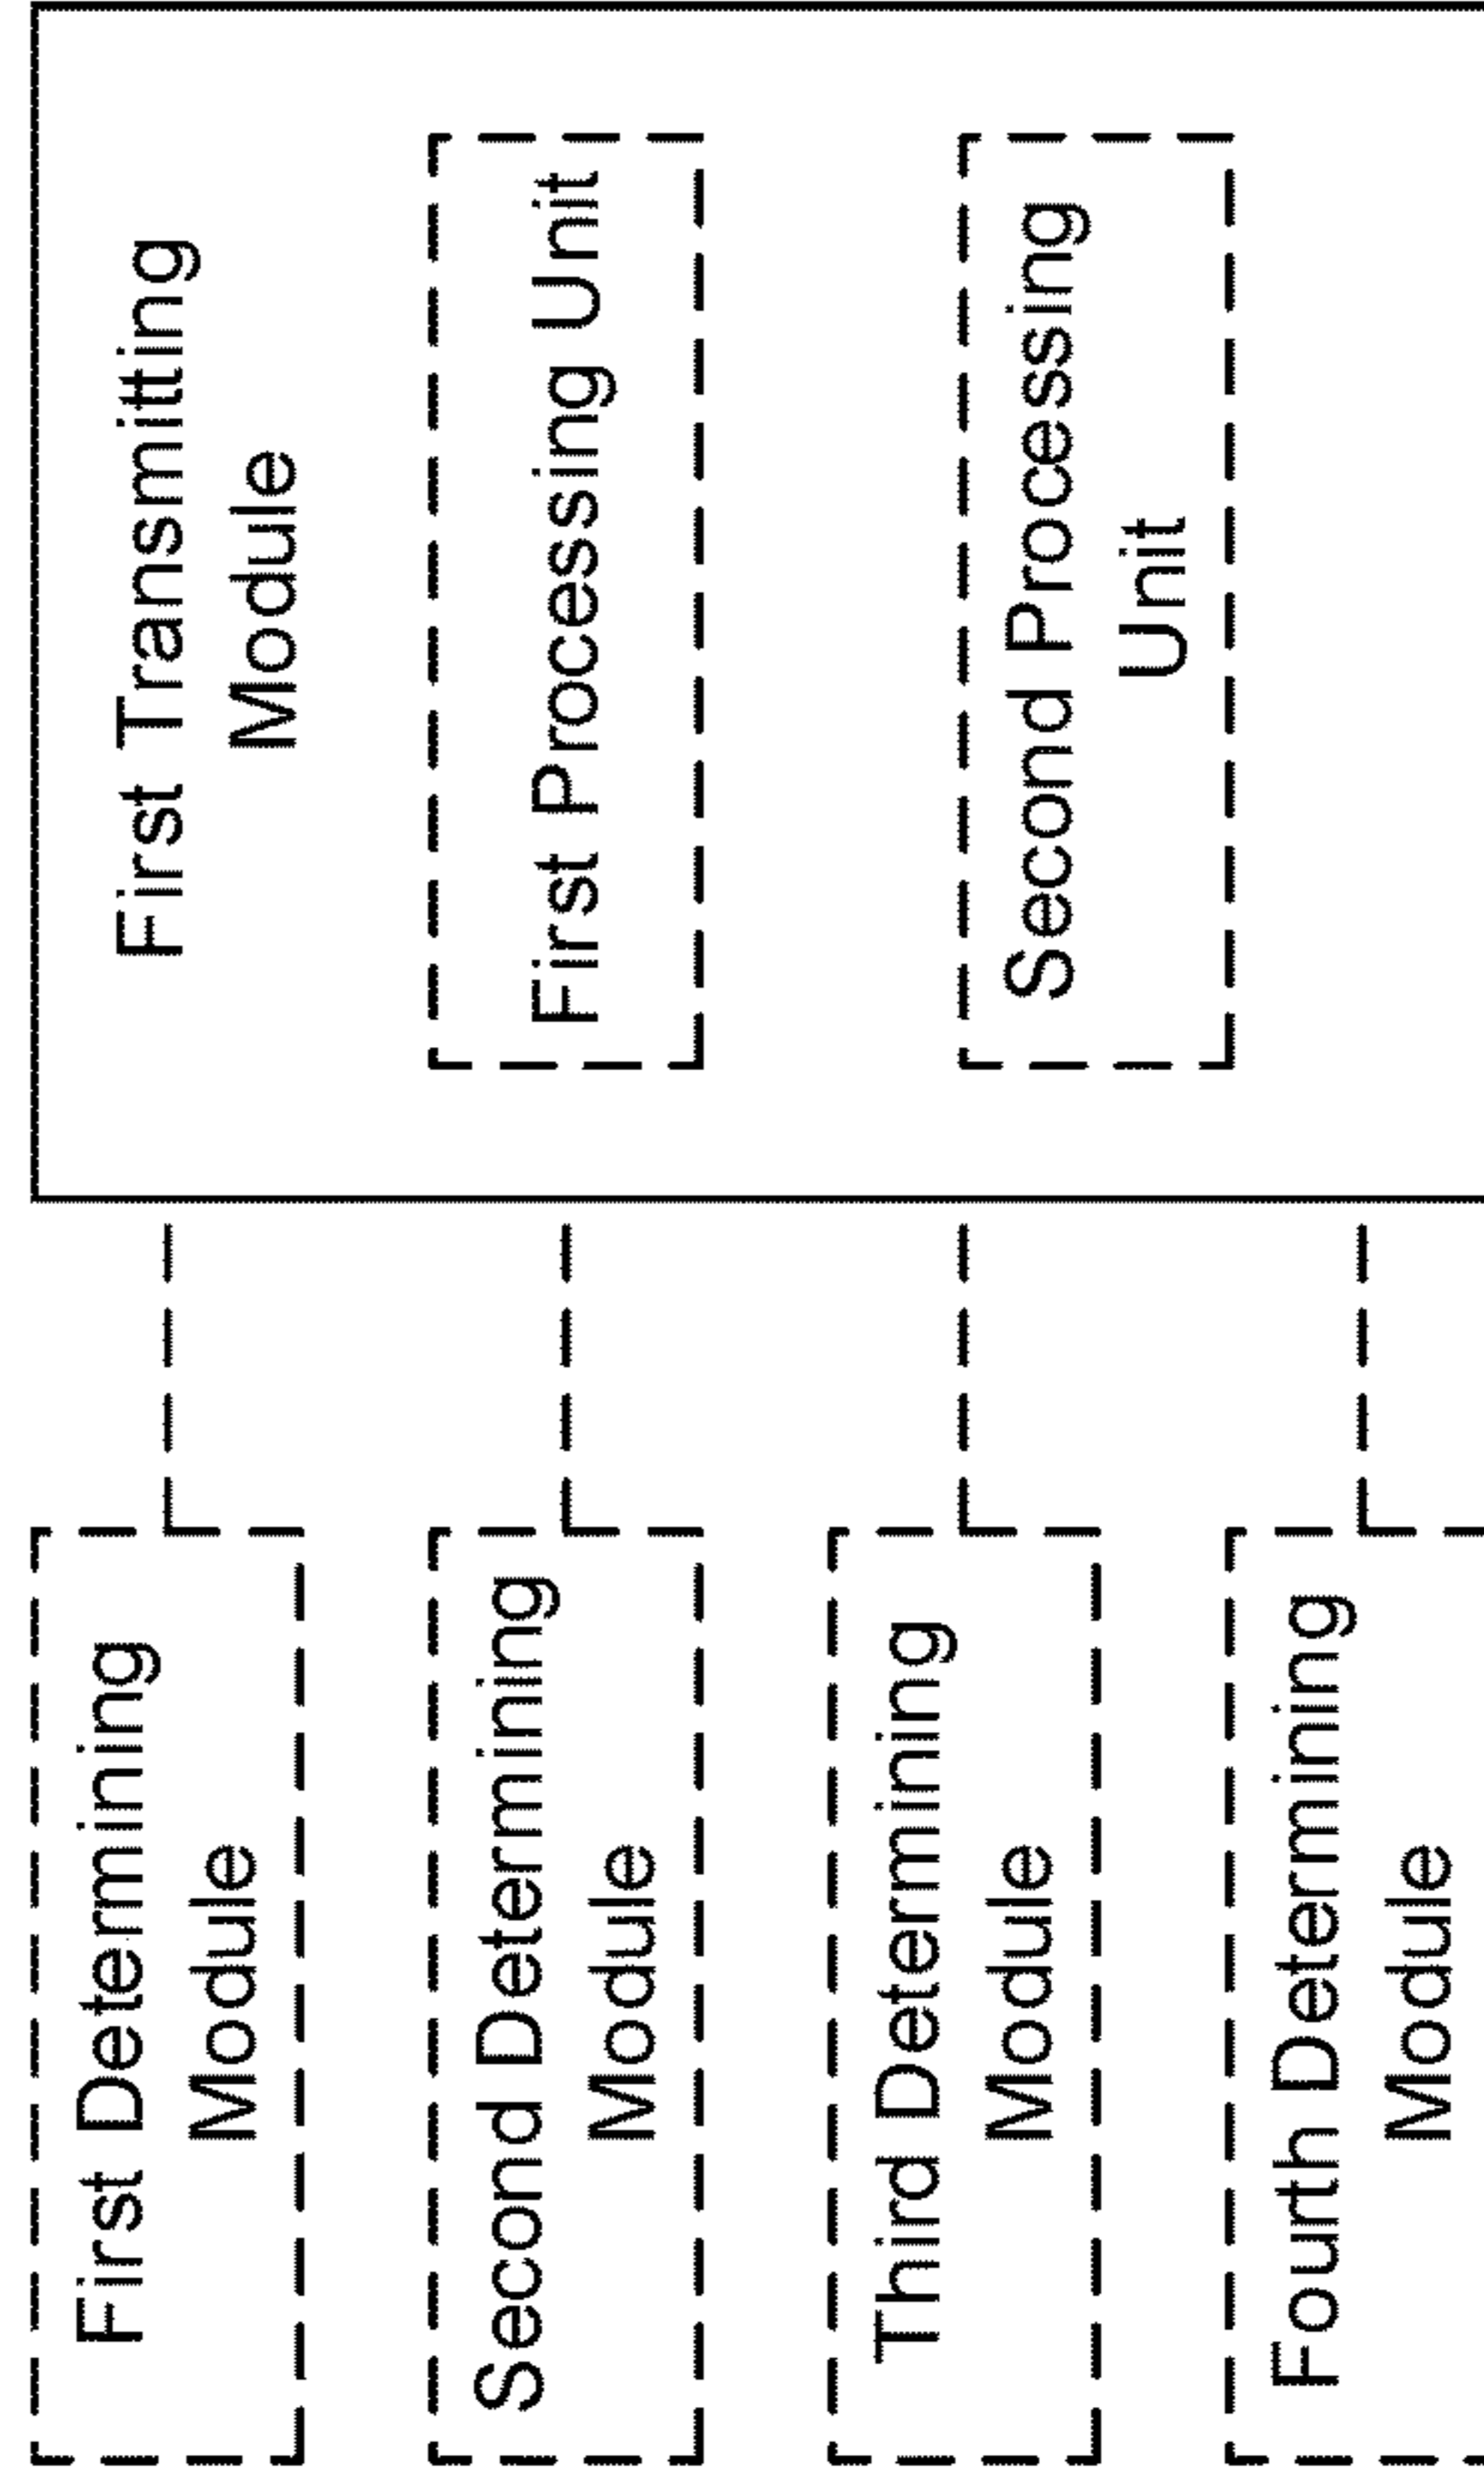 First Determining
Module
Second Determining
Module
Third Determining
Module
Fourth Determining
Module
First Transmitting
Module
First Processing Unit
Second Processing
Unit